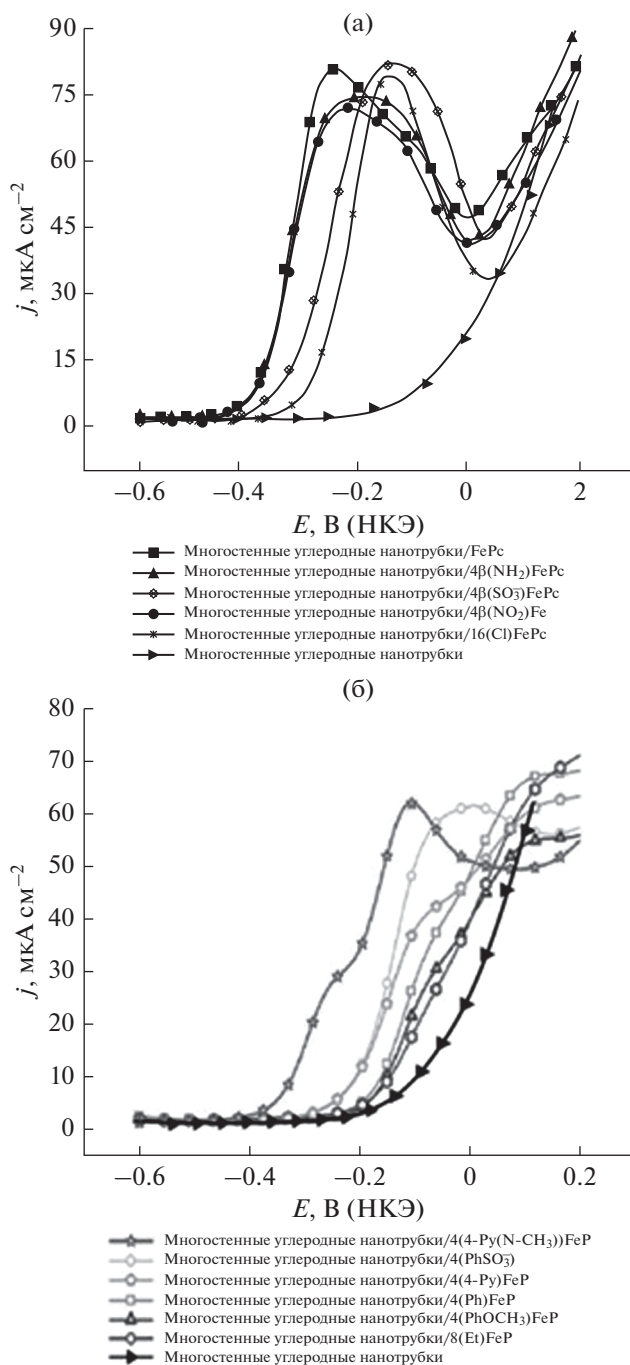 (а)
90
75
60
45
30
15
0
j, мкА см−2
−0.6 −0.4 −0.2 0 2
E, В (НКЭ)
Многостенные углеродные нанотрубки/FePc
Многостенные углеродные нанотрубки/4β(NH2)FePc
Многостенные углеродные нанотрубки/4β(SO3̄)FePc
Многостенные углеродные нанотрубки/4β(NO2)Fe
Многостенные углеродные нанотрубки/16(Cl)FePc
Многостенные углеродные нанотрубки
(б)
80
70
60
50
40
30
20
10
0
j, мкА см−2
−0.6 −0.4 −0.2 0 0.2
E, В (НКЭ)
Многостенные углеродные нанотрубки/4(4-Py(N-CH3))FeP
Многостенные углеродные нанотрубки/4(PhSO3̄)
Многостенные углеродные нанотрубки/4(4-Py)FeP
Многостенные углеродные нанотрубки/4(Ph)FeP
Многостенные углеродные нанотрубки/4(PhOCH3)FeP
Многостенные углеродные нанотрубки/8(Et)FeP
Многостенные углеродные нанотрубки